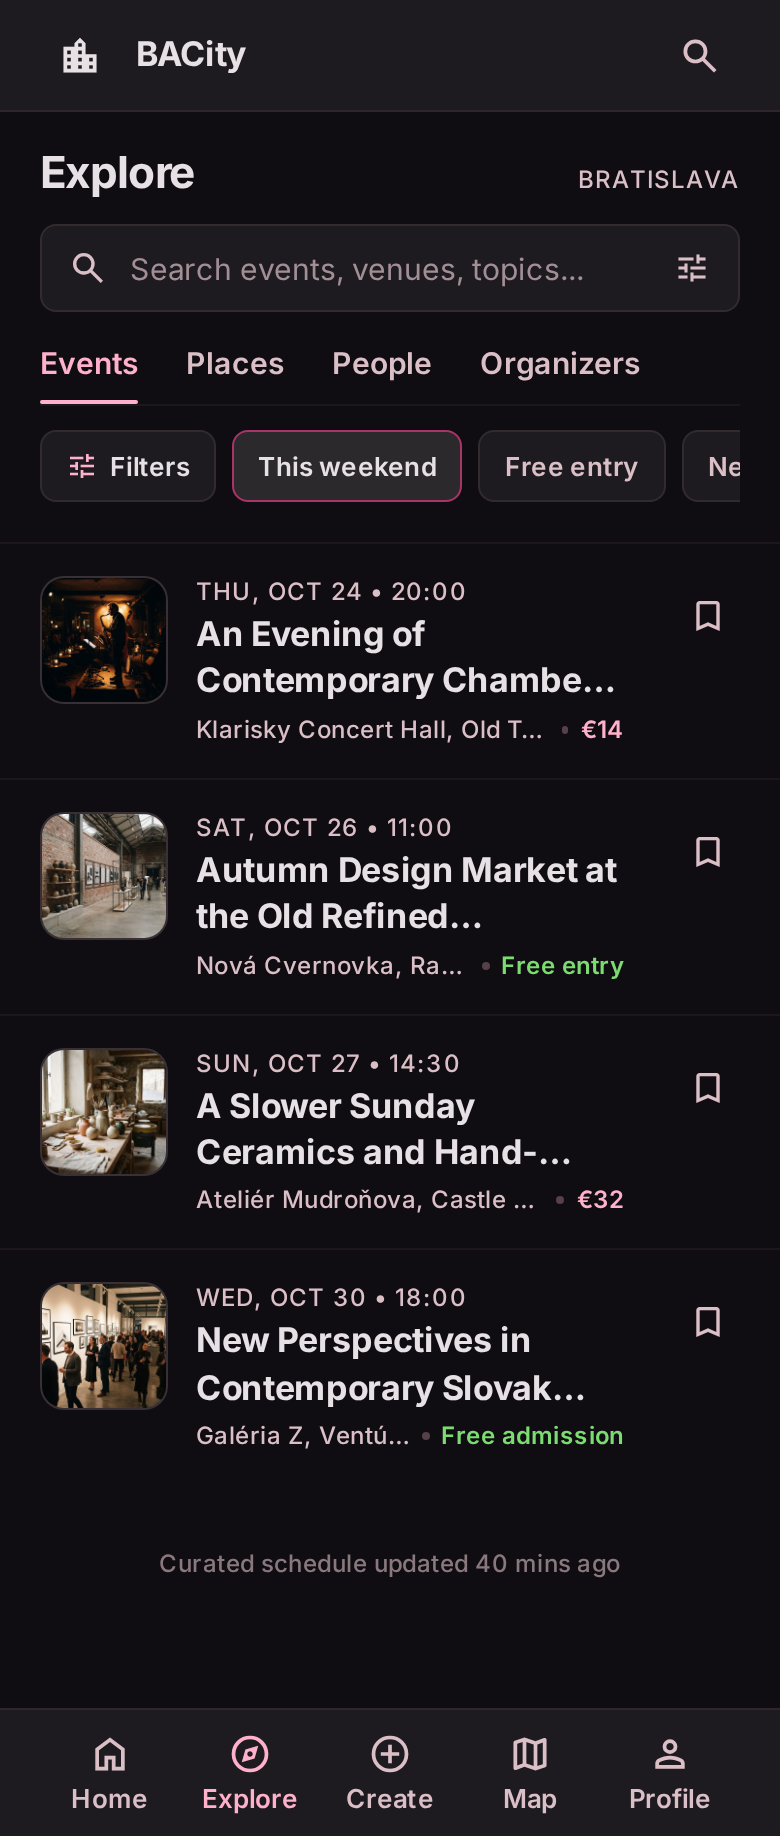 BACity
Explore
BRATISLAVA
Search events, venues, topics...
Events Places People Organizers
Filters This weekend Free entry Ne
THU, OCT 24 • 20:00
An Evening of
Contemporary Chambe...
Klarisky Concert Hall, Old T... • €14
SAT, OCT 26 • 11:00
Autumn Design Market at
the Old Refined...
Nová Cvernovka, Ra... • Free entry
SUN, OCT 27 • 14:30
A Slower Sunday
Ceramics and Hand-...
Ateliér Mudroňova, Castle ... • €32
WED, OCT 30 • 18:00
New Perspectives in
Contemporary Slovak...
Galéria Z, Ventú... • Free admission
Curated schedule updated 40 mins ago
Home Explore Create Map Profile